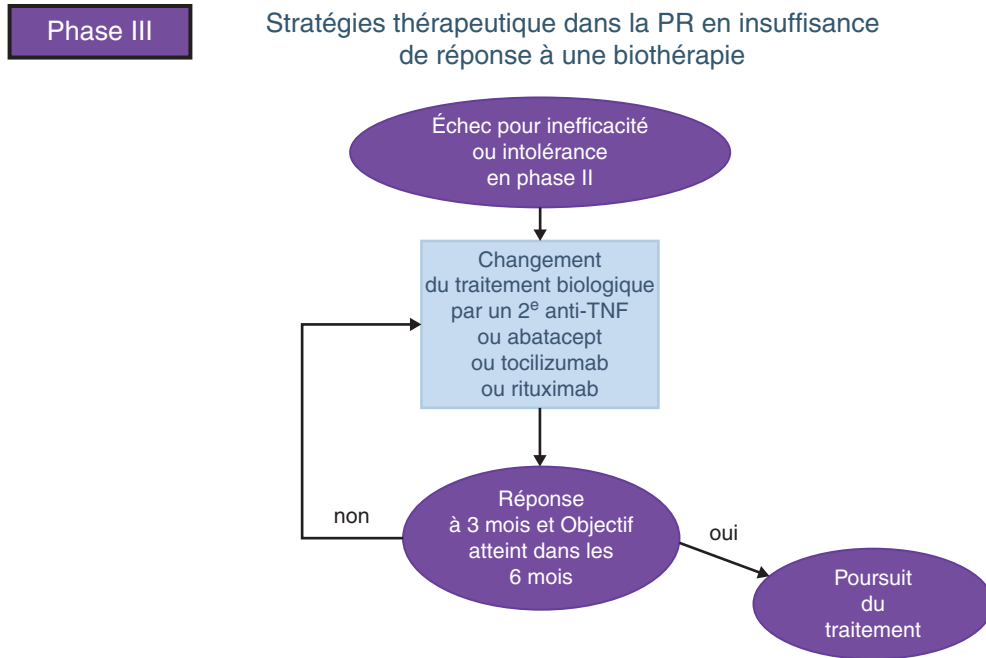 Phase III
Stratégies thérapeutique dans la PR en insuffisance
de réponse à une biothérapie
Échec pour inefficacité
ou intolérance
en phase II
Changement
du traitement biologique
par un 2e anti-TNF
ou abatacept
ou tocilizumab
ou rituximab
Réponse
à 3 mois et Objectif
atteint dans les
6 mois
non
oui
Poursuit
du
traitement